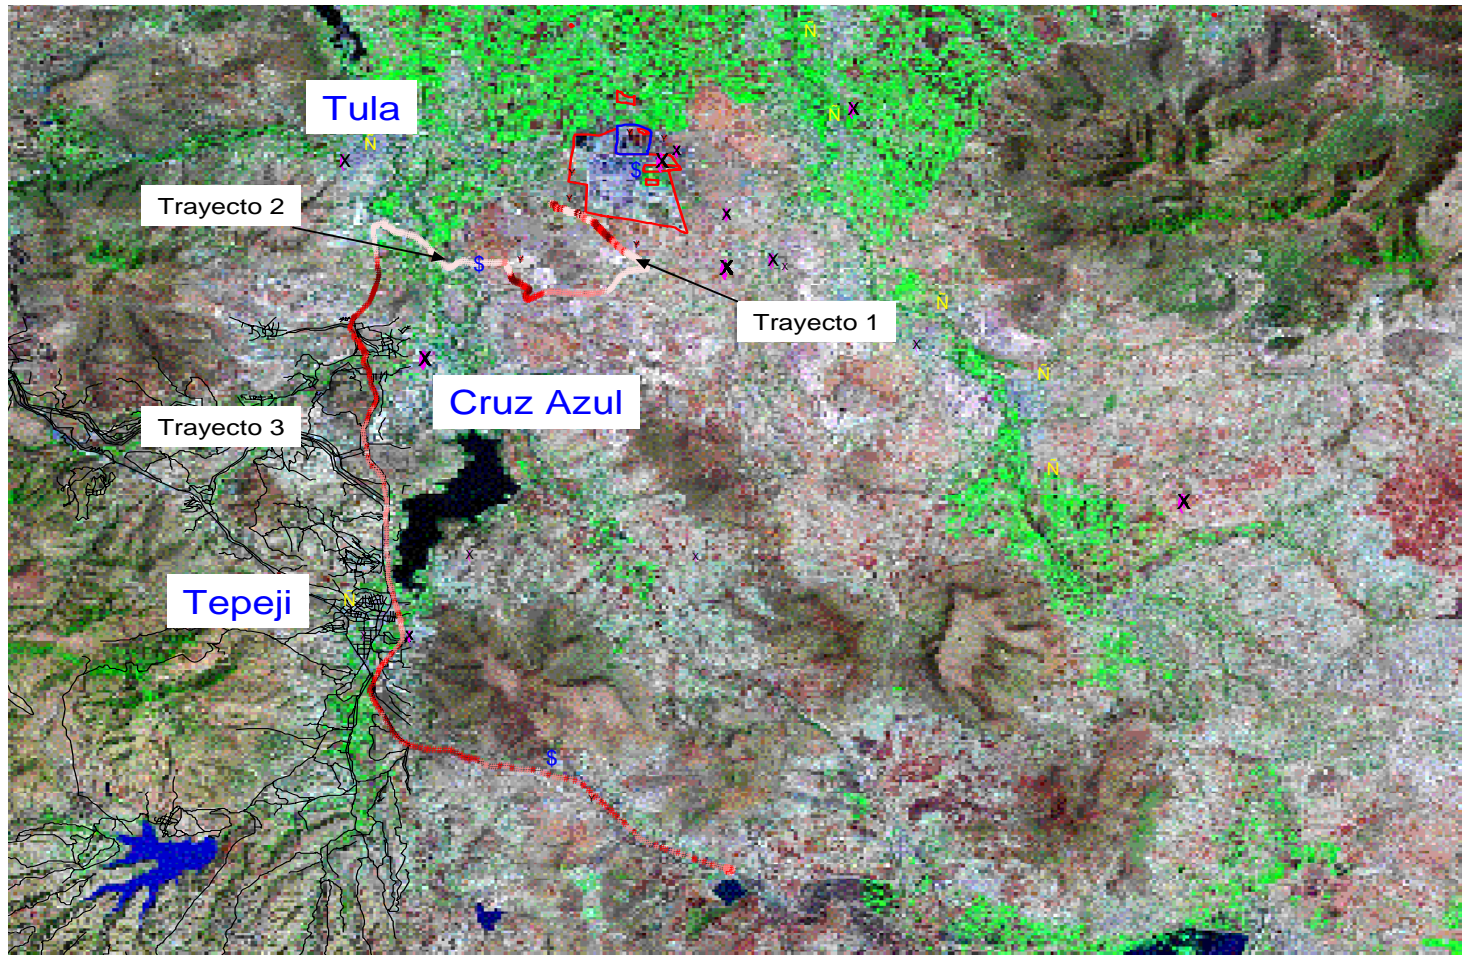 Tula
Trayecto 2
Trayecto 1
Cruz Azul
Trayecto 3
Tepeji